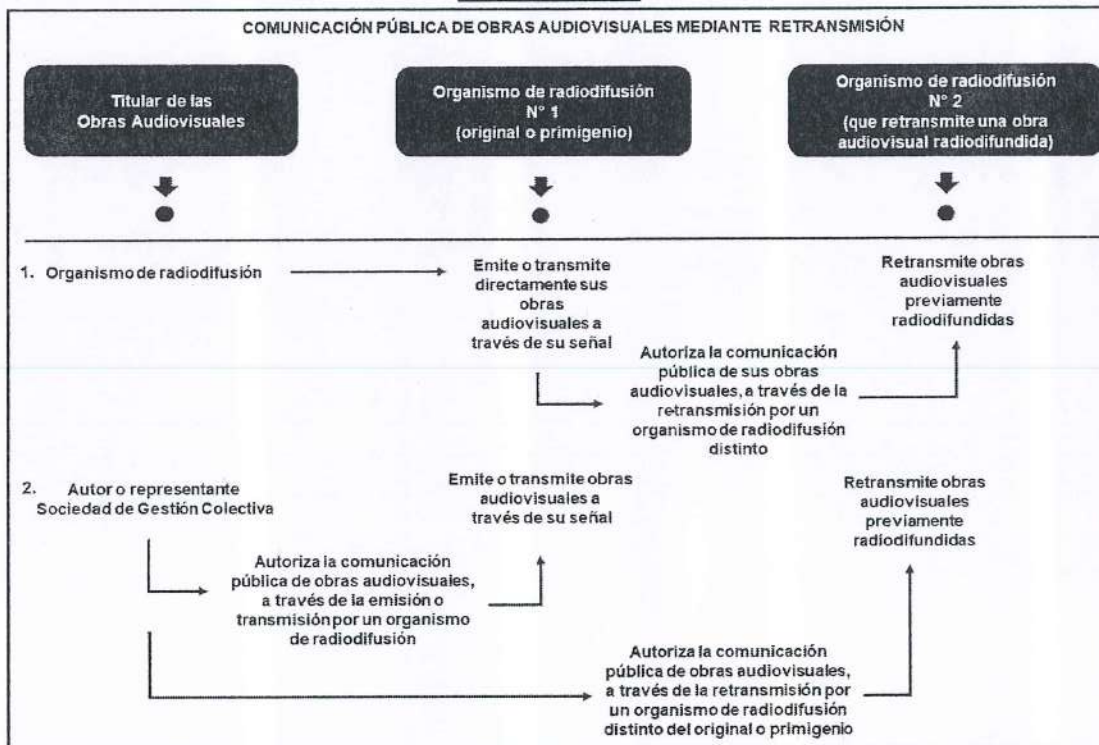 COMUNICACIÓN PÚBLICA DE OBRAS AUDIOVISUALES MEDIANTE RETRANSMISIÓN
Titular de las
Obras Audiovisuales
Organismo de radiodifusión
N° 1
(original o primigenio)
Organismo de radiodifusión
N° 2
(que retransmite una obra
audiovisual radiodifundida)
1. Organismo de radiodifusión
Emite o transmite
directamente sus
obras
audiovisuales a
través de su señal
Autoriza la comunicación
pública de sus obras
audiovisuales, a través de la
retransmisión por un
organismo de radiodifusión
distinto
Retransmite obras
audiovisuales
previamente
radiodifundidas
2. Autor o representante
Sociedad de Gestión Colectiva
Autoriza la comunicación
pública de obras audiovisuales,
a través de la emisión o
transmisión por un organismo
de radiodifusión
Emite o transmite obras
audiovisuales a
través de su señal
Autoriza la comunicación
pública de obras audiovisuales,
a través de la retransmisión por
un organismo de radiodifusión
distinto del original o primigenio
Retransmite obras
audiovisuales
previamente
radiodifundidas